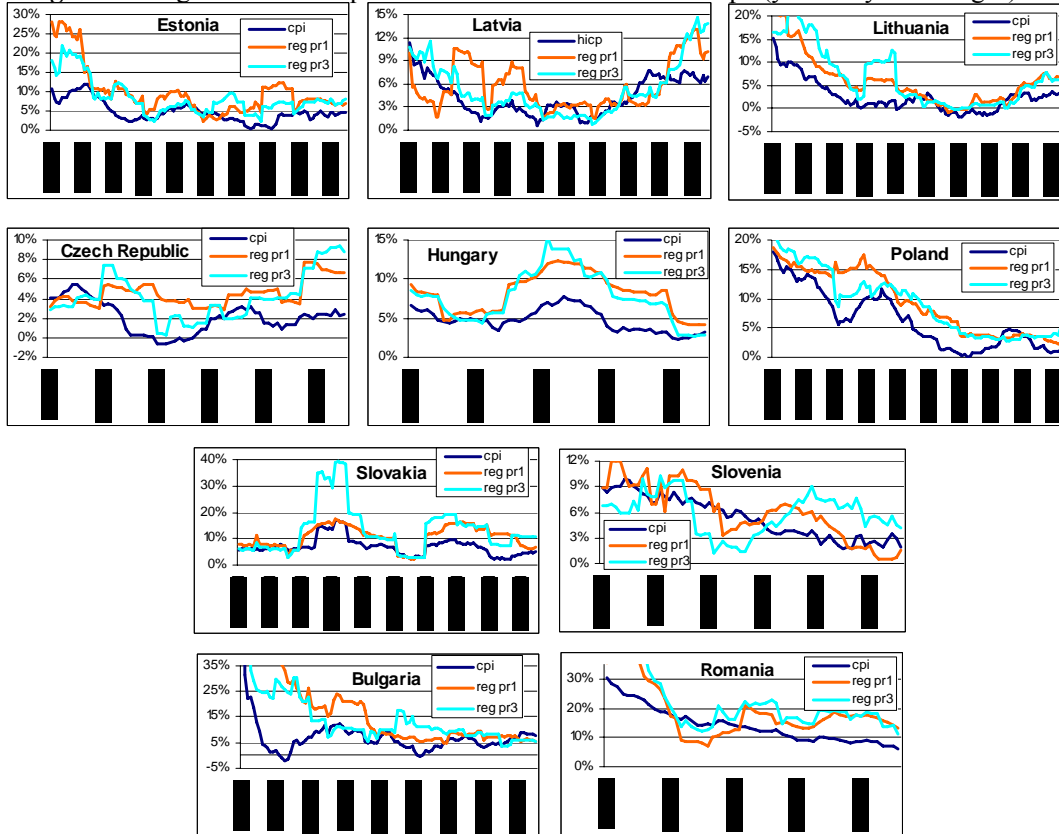 Estonia
cpi
reg pr1
reg pr3
30%
25%
20%
15%
10%
5%
0%
Latvia
hicp
reg pr1
reg pr3
15%
12%
9%
6%
3%
0%
Lithuania
cpi
reg pr1
reg pr3
20%
15%
10%
5%
0%
-5%
Czech Republic
cpi
reg pr1
reg pr3
10%
8%
6%
4%
2%
0%
-2%
Hungary
cpi
reg pr1
reg pr3
15%
10%
5%
0%
Poland
cpi
reg pr1
reg pr3
20%
15%
10%
5%
0%
Slovakia
cpi
reg pr1
reg pr3
40%
30%
20%
10%
0%
Slovenia
cpi
reg pr1
reg pr3
12%
9%
6%
3%
0%
Bulgaria
cpi
reg pr1
reg pr3
35%
25%
15%
5%
-5%
Romania
cpi
reg pr1
reg pr3
30%
20%
10%
0%